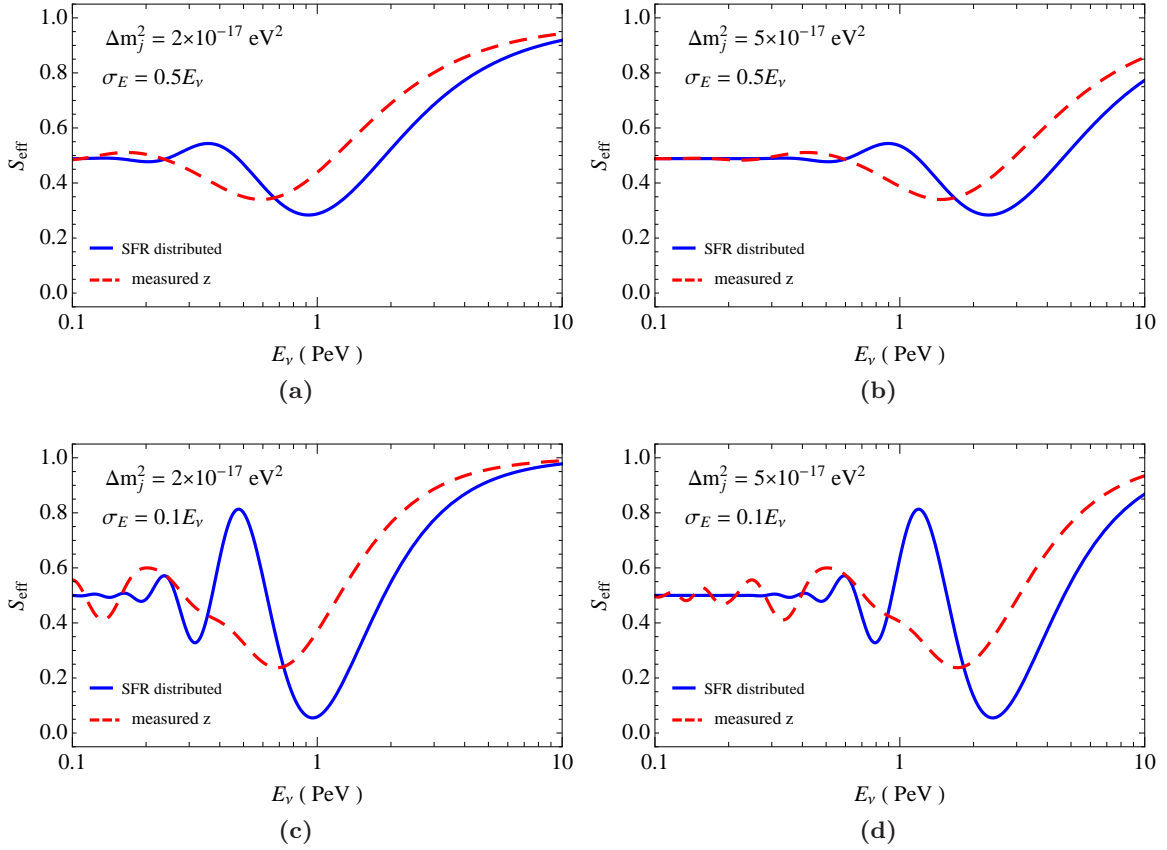 Δm_j^2 = 2×10^-17 eV^2
σ_E = 0.5E_ν
S_eff
1.0
0.8
0.6
0.4
0.2
0.0
SFR distributed
measured z
0.1
1
10
E_ν ( PeV )
(a)
Δm_j^2 = 5×10^-17 eV^2
σ_E = 0.5E_ν
S_eff
1.0
0.8
0.6
0.4
0.2
0.0
SFR distributed
measured z
0.1
1
10
E_ν ( PeV )
(b)
Δm_j^2 = 2×10^-17 eV^2
σ_E = 0.1E_ν
S_eff
1.0
0.8
0.6
0.4
0.2
0.0
SFR distributed
measured z
0.1
1
10
E_ν ( PeV )
(c)
Δm_j^2 = 5×10^-17 eV^2
σ_E = 0.1E_ν
S_eff
1.0
0.8
0.6
0.4
0.2
0.0
SFR distributed
measured z
0.1
1
10
E_ν ( PeV )
(d)